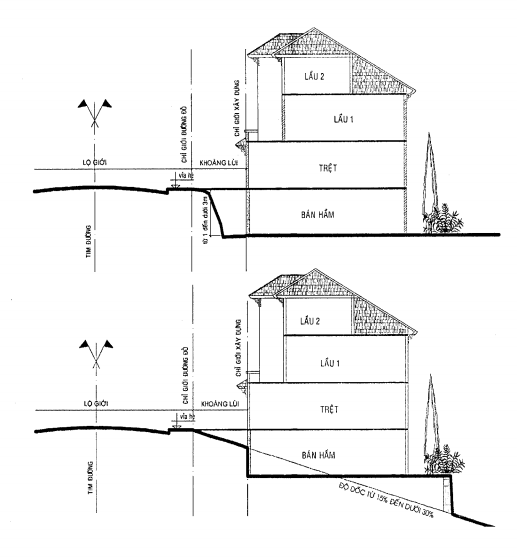 LẦU 2
LẦU 1
TRỆT
BÁN HẦM
LỘ GIỚI
TIM ĐƯỜNG
CHỈ GIỚI ĐƯỜNG ĐỎ
CHỈ GIỚI XÂY DỰNG
KHOẢNG LÙI
vỉa hè
từ 1 đến dưới 3m
LẦU 2
LẦU 1
TRỆT
BÁN HẦM
LỘ GIỚI
TIM ĐƯỜNG
CHỈ GIỚI ĐƯỜNG ĐỎ
CHỈ GIỚI XÂY DỰNG
KHOẢNG LÙI
vỉa hè
ĐỘ DỐC TỪ 15% ĐẾN DƯỚI 30%